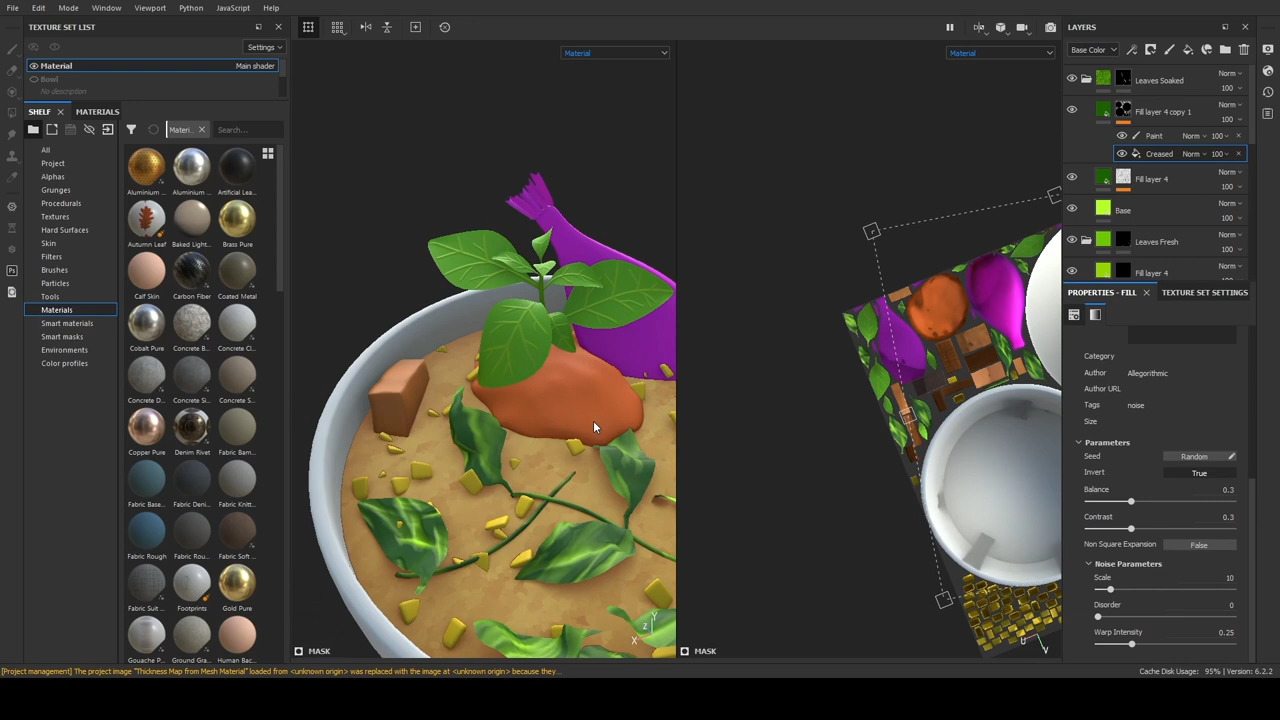 File Edit Mode Window Viewport Python JavaScript Help
TEXTURE SET LIST
Settings
Material Main shader
Bowl
No description
SHELF MATERIALS
Materi... Search...
All
Project
Alphas
Grunges
Procedurals
Textures
Hard Surfaces
Skin
Filters
Brushes
Particles
Tools
Materials
Smart materials
Smart masks
Environments
Color profiles
Aluminium ... Aluminium ... Artificial Lea...
Autumn Leaf Baked Light... Brass Pure
Calf Skin Carbon Fiber Coated Metal
Cobalt Pure Concrete B... Concrete Cl...
Concrete D... Concrete Si... Concrete S...
Copper Pure Denim Rivet Fabric Bam...
Fabric Base... Fabric Deni... Fabric Knitt...
Fabric Rough Fabric Rou... Fabric Soft ...
Fabric Suit ... Footprints Gold Pure
Gouache P... Ground Gra... Human Bac...
Material
Y
Z
X
MASK
Material
U
V
MASK
LAYERS
Base Color
Leaves Soaked Norm 100
Fill layer 4 copy 1 Norm 100
Paint Norm 100
Creased Norm 100
Fill layer 4 Norm 100
Base Norm 100
Leaves Fresh Norm 100
Fill layer 4 Norm
PROPERTIES - FILL TEXTURE SET SETTINGS
Category
Author Allegorithmic
Author URL
Tags noise
Size
Parameters
Seed Random
Invert True
Balance 0.3
Contrast 0.3
Non Square Expansion False
Noise Parameters
Scale 10
Disorder 0
Warp Intensity 0.25
[Project management] The project image "Thickness Map from Mesh Material" loaded from <unknown origin> was replaced with the image at <unknown origin> because they...
Cache Disk Usage: 95% | Version: 6.2.2